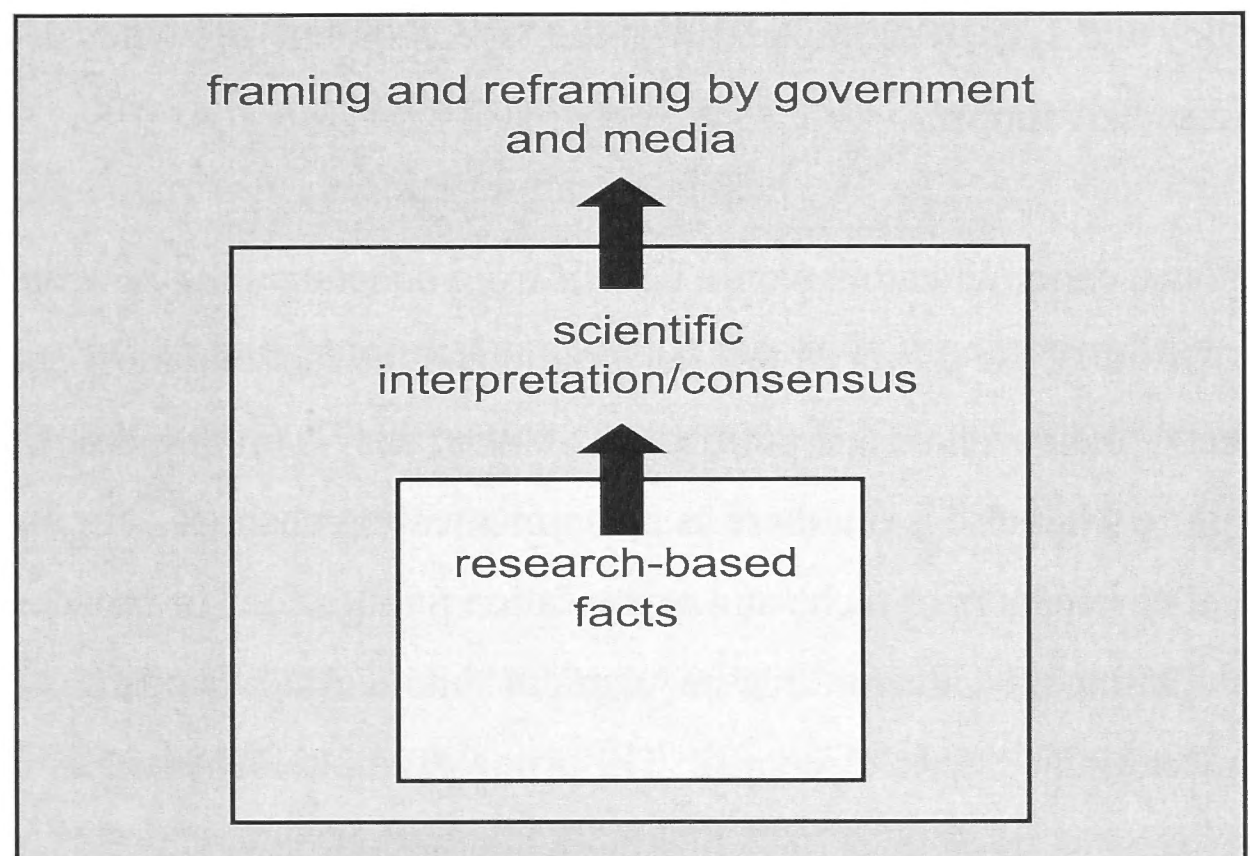 framing and reframing by government
and media
scientific
interpretation/consensus
research-based
facts